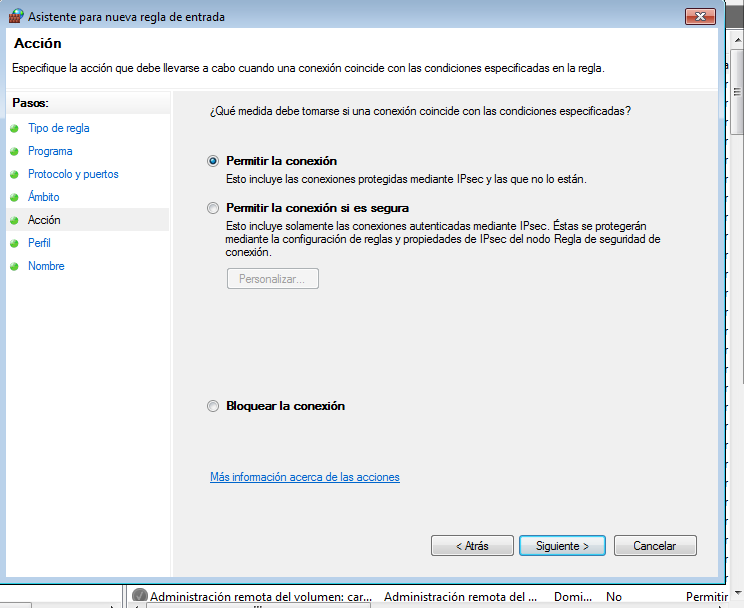 Asistente para nueva regla de entrada
Acción
Especifique la acción que debe llevarse a cabo cuando una conexión coincide con las condiciones especificadas en la regla.
Pasos:
Tipo de regla
Programa
Protocolo y puertos
Ámbito
Acción
Perfil
Nombre
¿Qué medida debe tomarse si una conexión coincide con las condiciones especificadas?
Permitir la conexión
Esto incluye las conexiones protegidas mediante IPsec y las que no lo están.
Permitir la conexión si es segura
Esto incluye solamente las conexiones autenticadas mediante IPsec. Éstas se protegerán
mediante la configuración de reglas y propiedades de IPsec del nodo Regla de seguridad de
conexión.
Personalizar...
Bloquear la conexión
Más información acerca de las acciones
< Atrás
Siguiente >
Cancelar
Administración remota del volumen: car... Administración remota del ... Domi... No Permitir